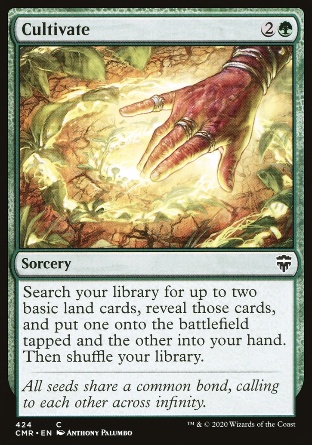 Cultivate 2
Sorcery
Search your library for up to two
basic land cards, reveal those cards,
and put one onto the battlefield
tapped and the other into your hand.
Then shuffle your library.
All seeds share a common bond, calling
to each other across infinity.
424 C
CMR • EN Anthony Palumbo
™ & © 2020 Wizards of the Coast